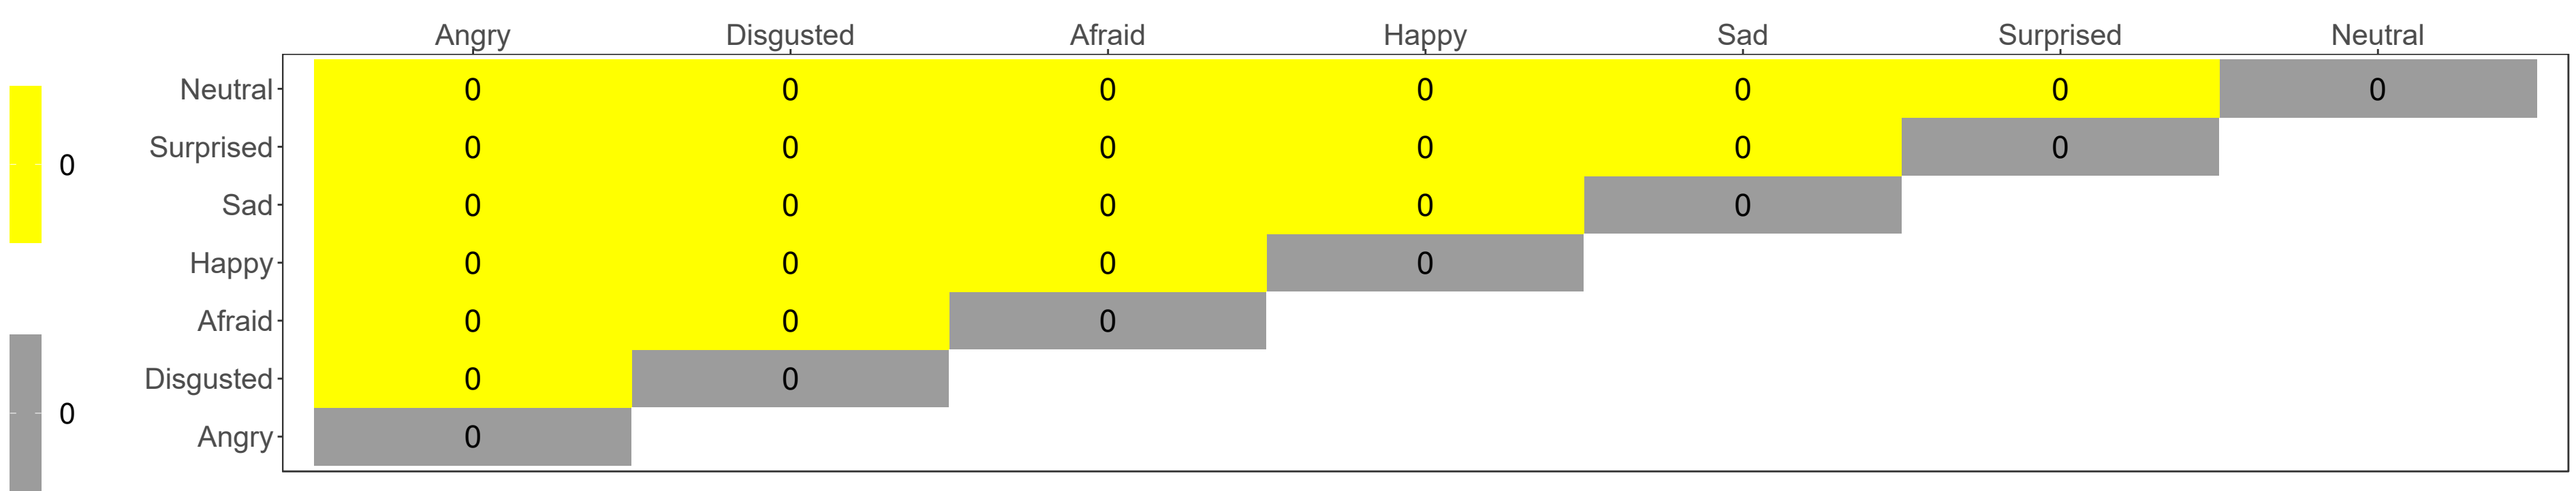 Angry Disgusted Afraid Happy Sad Surprised Neutral
Neutral 0 0 0 0 0 0 0
0
Surprised 0 0 0 0 0 0
Sad 0 0 0 0 0
Happy 0 0 0 0
Afraid 0 0 0
Disgusted 0 0
0
Angry 0